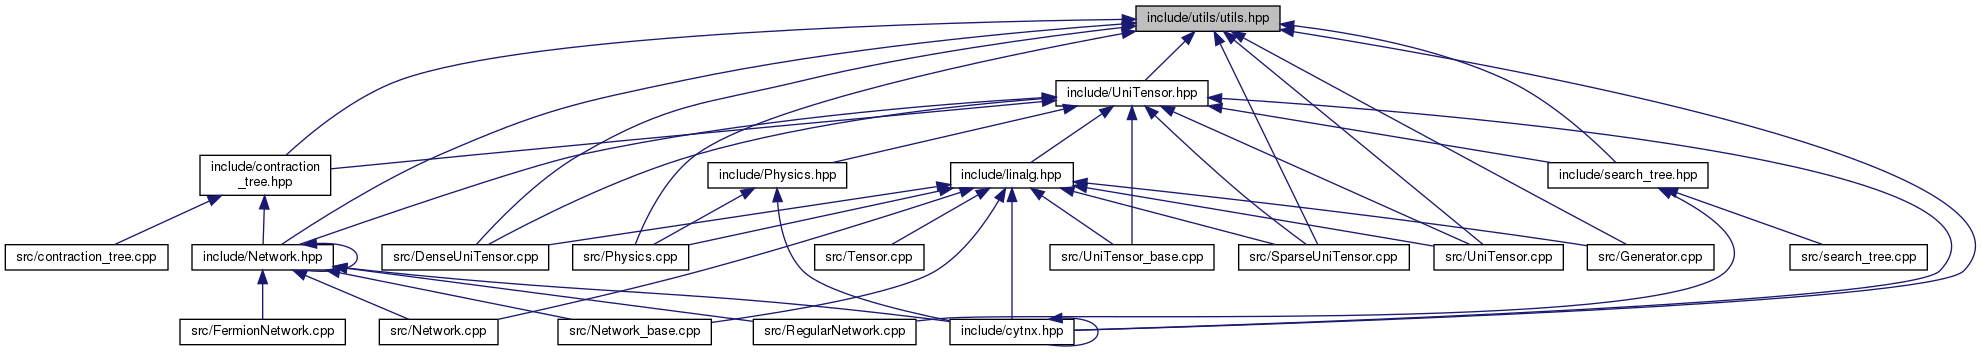 include/utils/utils.hpp
include/UniTensor.hpp
include/contraction
_tree.hpp
include/Physics.hpp
include/linalg.hpp
include/search_tree.hpp
src/contraction_tree.cpp
include/Network.hpp
src/DenseUniTensor.cpp
src/Physics.cpp
src/Tensor.cpp
src/UniTensor_base.cpp
src/SparseUniTensor.cpp
src/UniTensor.cpp
src/Generator.cpp
src/search_tree.cpp
src/FermionNetwork.cpp
src/Network.cpp
src/Network_base.cpp
src/RegularNetwork.cpp
include/cytnx.hpp